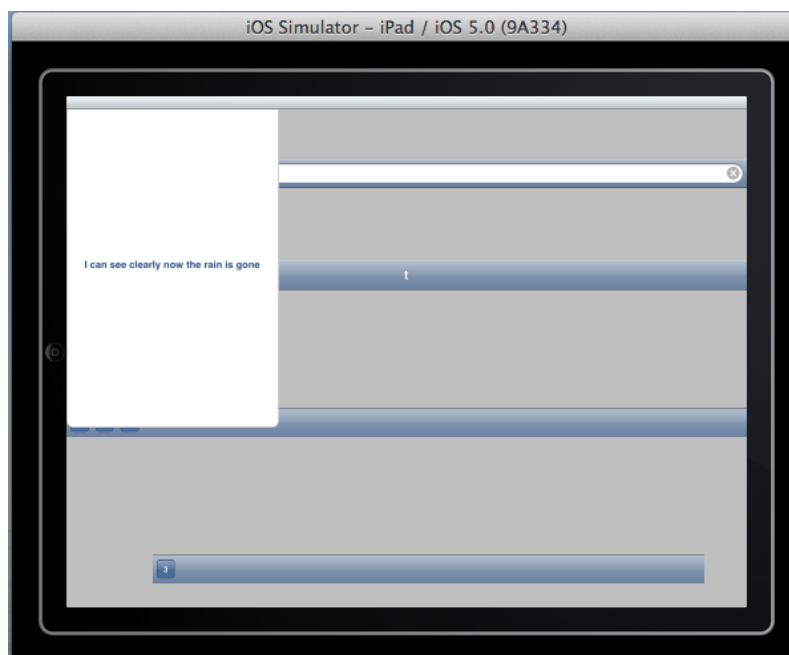 iOS Simulator – iPad / iOS 5.0 (9A334)
I can see clearly now the rain is gone
t
3